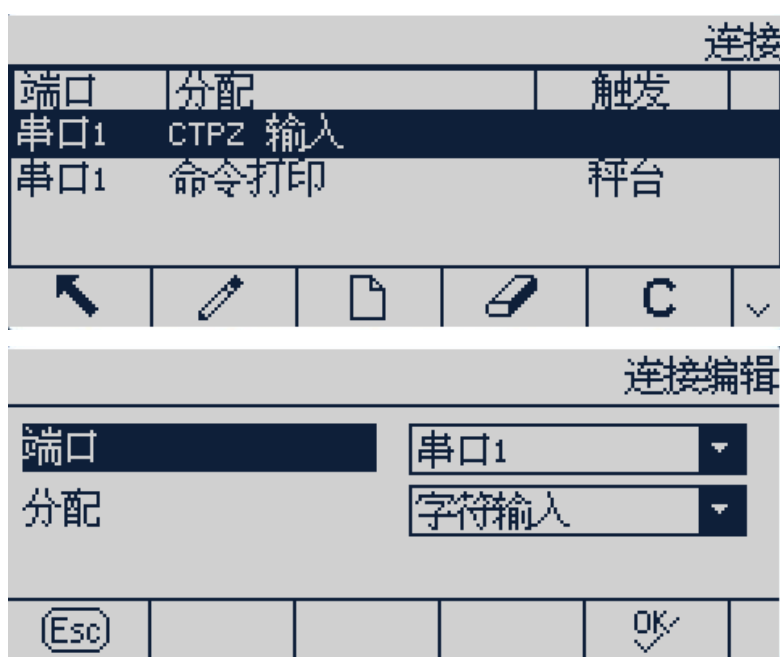 连接
端口 分配 触发
串口1 CTPZ 输入
串口1 命令打印 秤台
C
连接编辑
端口 串口1
分配 字符输入
Esc OK